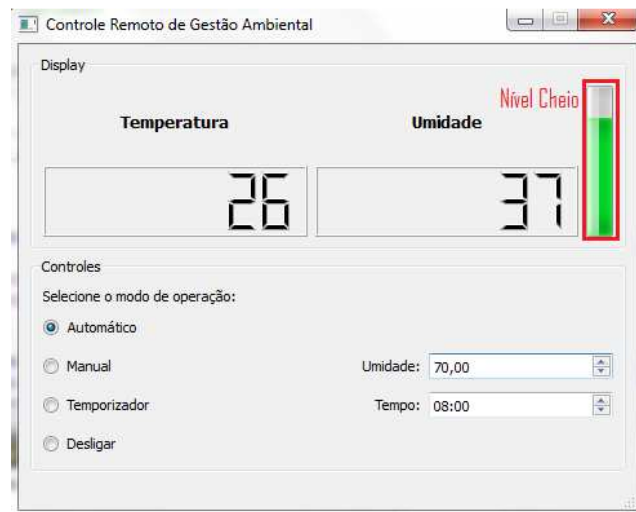 Controle Remoto de Gestão Ambiental
Display
Nível Cheio
Temperatura Umidade
26 37
Controles
Selecione o modo de operação:
Automático
Manual Umidade: 70,00
Temporizador Tempo: 08:00
Desligar